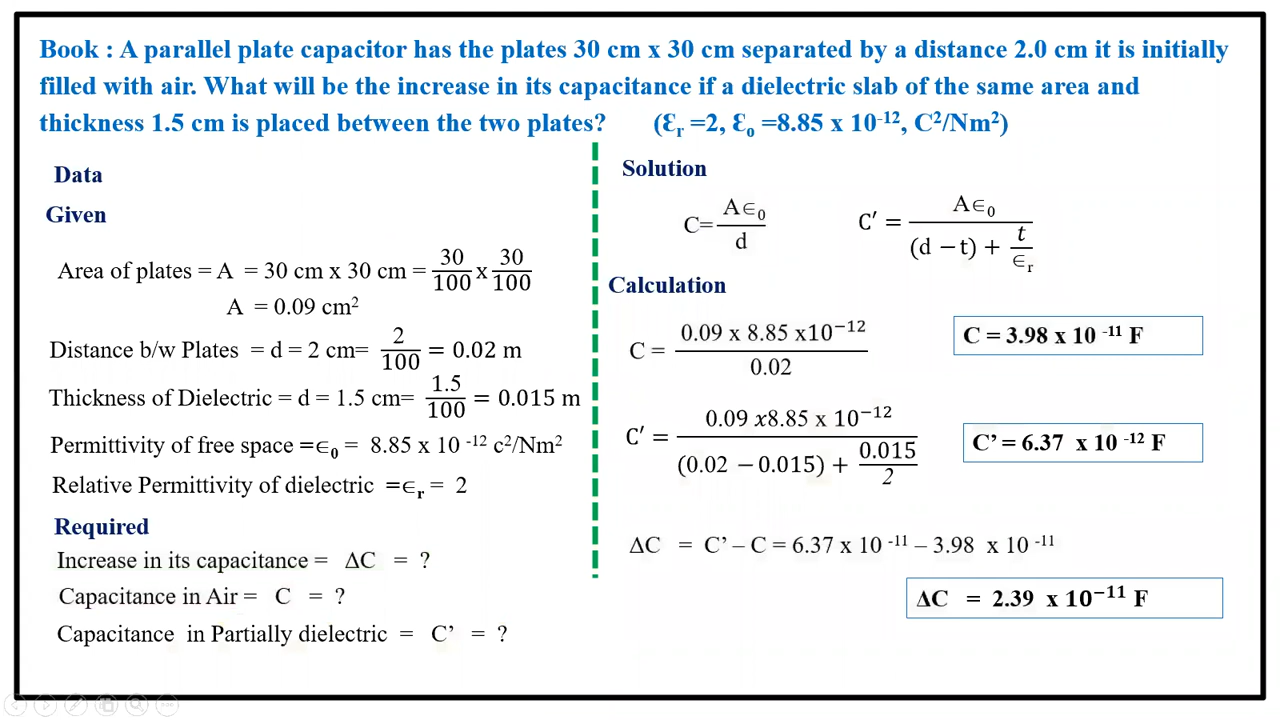 Book : A parallel plate capacitor has the plates 30 cm x 30 cm separated by a distance 2.0 cm it is initially
filled with air. What will be the increase in its capacitance if a dielectric slab of the same area and
thickness 1.5 cm is placed between the two plates? (Ɛr =2, Ɛo =8.85 x 10⁻¹², C²/Nm²)
Data
Given
Area of plates = A = 30 cm x 30 cm = 30/100 x 30/100
A = 0.09 cm²
Distance b/w Plates = d = 2 cm= 2/100 = 0.02 m
Thickness of Dielectric = d = 1.5 cm= 1.5/100 = 0.015 m
Permittivity of free space =∈₀ = 8.85 x 10 ⁻¹² c²/Nm²
Relative Permittivity of dielectric =∈r = 2
Required
Increase in its capacitance = ΔC = ?
Capacitance in Air = C = ?
Capacitance in Partially dielectric = C’ = ?
Solution
C= A∈₀/d C′ = A∈₀/((d − t) + t/∈r)
Calculation
C = (0.09 x 8.85 x10⁻¹²)/0.02 C = 3.98 x 10 ⁻¹¹ F
C′ = (0.09 x8.85 x 10⁻¹²)/((0.02 − 0.015) + 0.015/2) C’ = 6.37 x 10 ⁻¹² F
ΔC = C’ – C = 6.37 x 10 ⁻¹¹ – 3.98 x 10 ⁻¹¹
ΔC = 2.39 x 10⁻¹¹ F